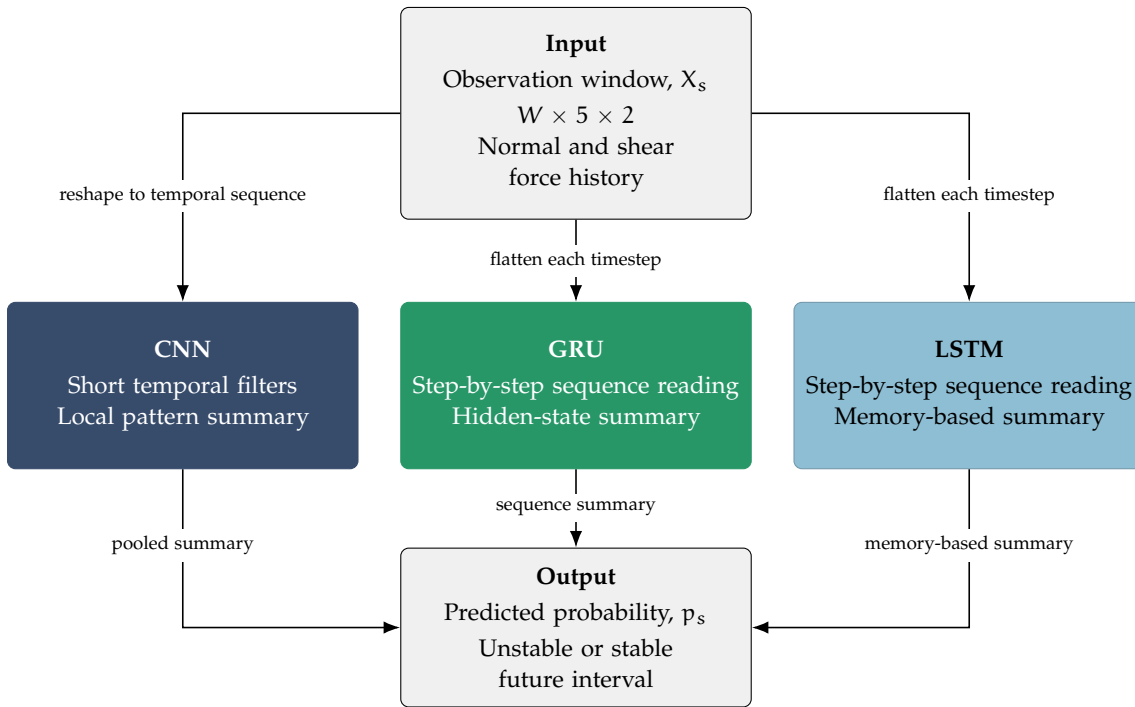 Input
Observation window, Xs
W × 5 × 2
Normal and shear
force history
reshape to temporal sequence
flatten each timestep
flatten each timestep
CNN
Short temporal filters
Local pattern summary
GRU
Step-by-step sequence reading
Hidden-state summary
LSTM
Step-by-step sequence reading
Memory-based summary
pooled summary
sequence summary
memory-based summary
Output
Predicted probability, ps
Unstable or stable
future interval